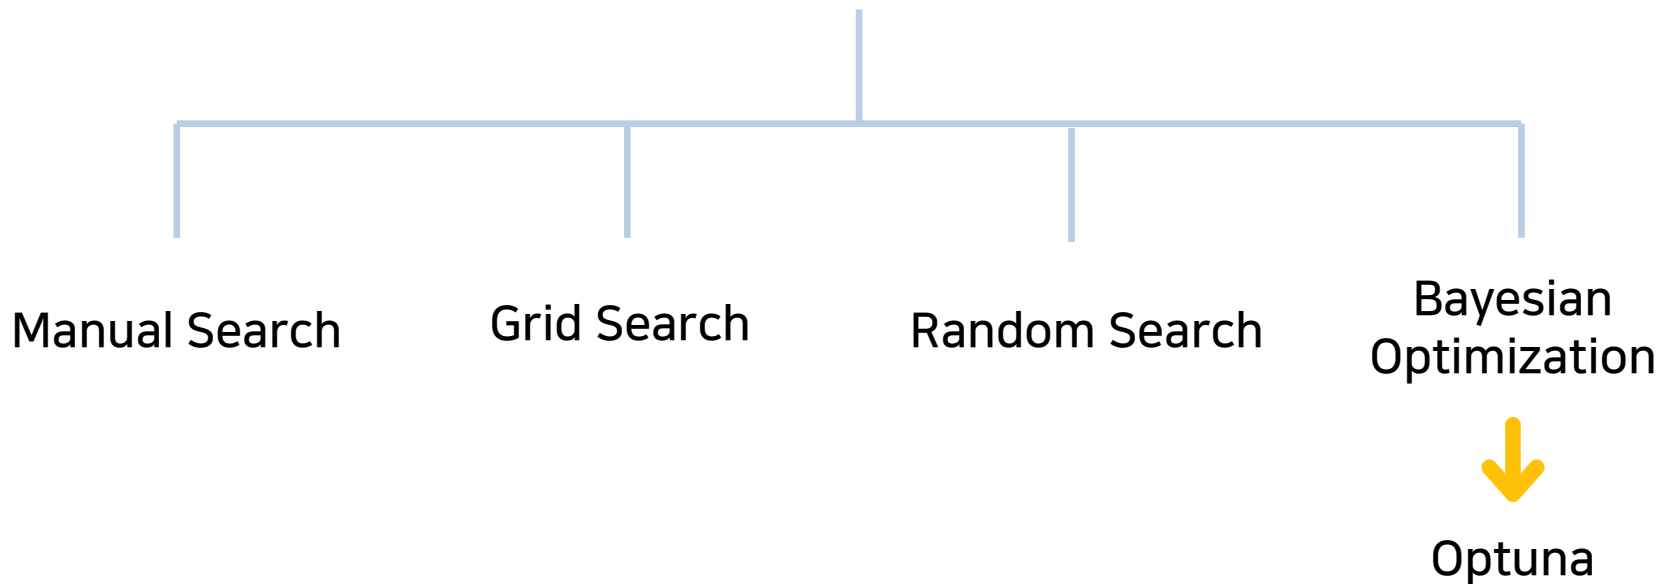 Manual Search
Grid Search
Random Search
Bayesian
Optimization
Optuna